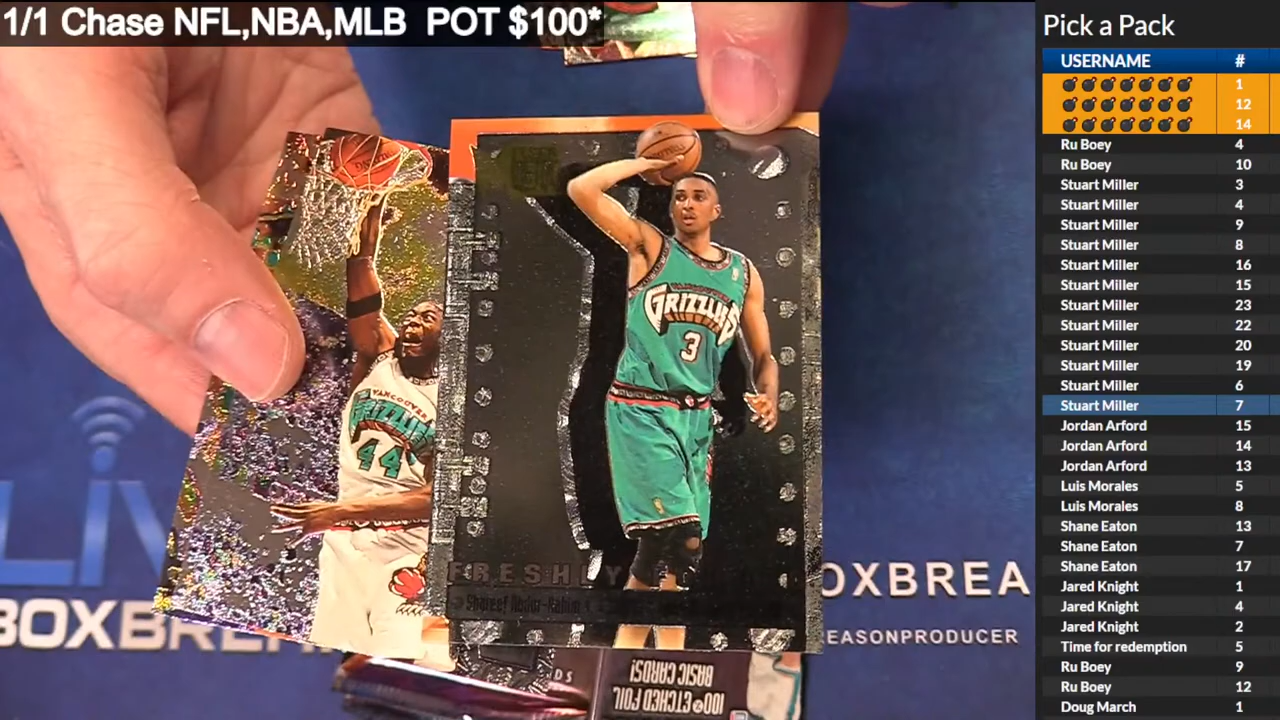 1/1 Chase NFL,NBA,MLB POT $100*
Pick a Pack
USERNAME #
1
12
14
Ru Boey 4
Ru Boey 10
Stuart Miller 3
Stuart Miller 4
Stuart Miller 9
Stuart Miller 8
Stuart Miller 16
Stuart Miller 15
Stuart Miller 23
Stuart Miller 22
Stuart Miller 20
Stuart Miller 19
Stuart Miller 6
Stuart Miller 7
Jordan Arford 15
Jordan Arford 14
Jordan Arford 13
Luis Morales 5
Luis Morales 8
Shane Eaton 13
Shane Eaton 7
Shane Eaton 17
Jared Knight 1
Jared Knight 4
Jared Knight 2
Time for redemption 5
Ru Boey 9
Ru Boey 12
Doug March 1
GRIZZLIES
3
VANCOUVER
GRIZZLIES
44
FRESHLY
Shareef Abdur-Rahim
LIV
BOXBREA
OXBREA
EASONPRODUCER
100% ETCHED FOIL
BASIC CARDS!